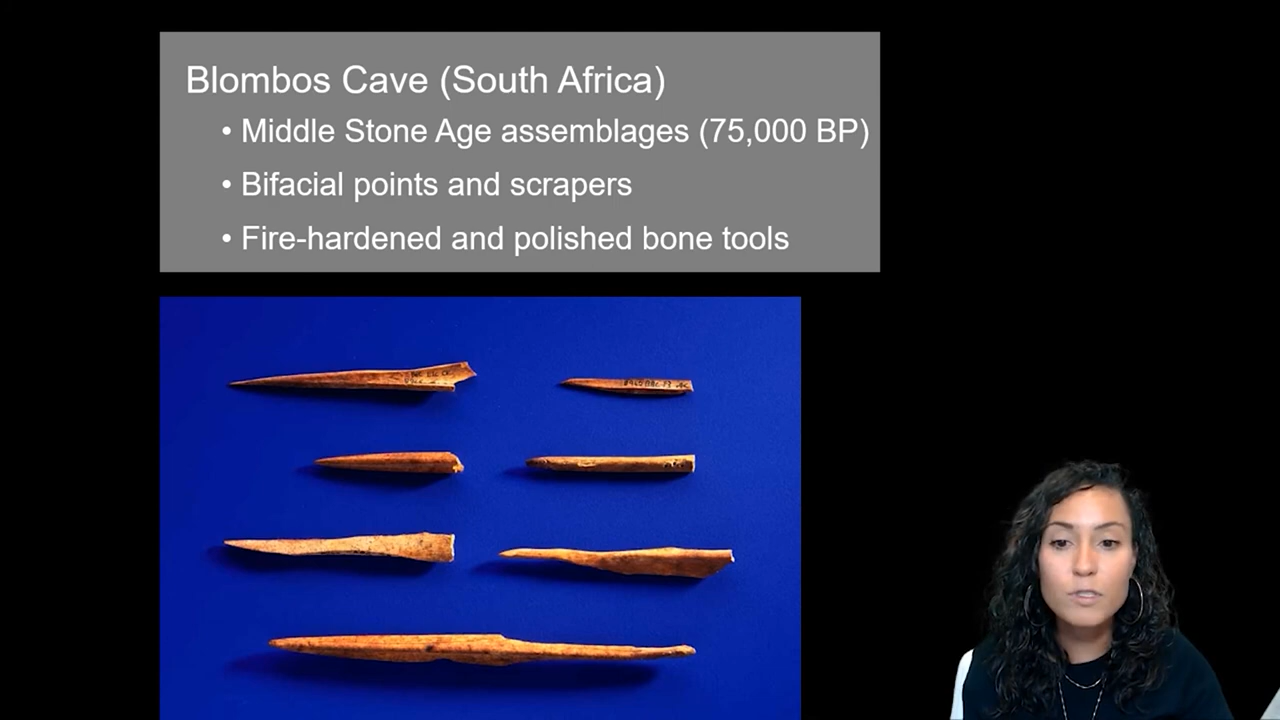 Blombos Cave (South Africa)
• Middle Stone Age assemblages (75,000 BP)
• Bifacial points and scrapers
• Fire-hardened and polished bone tools